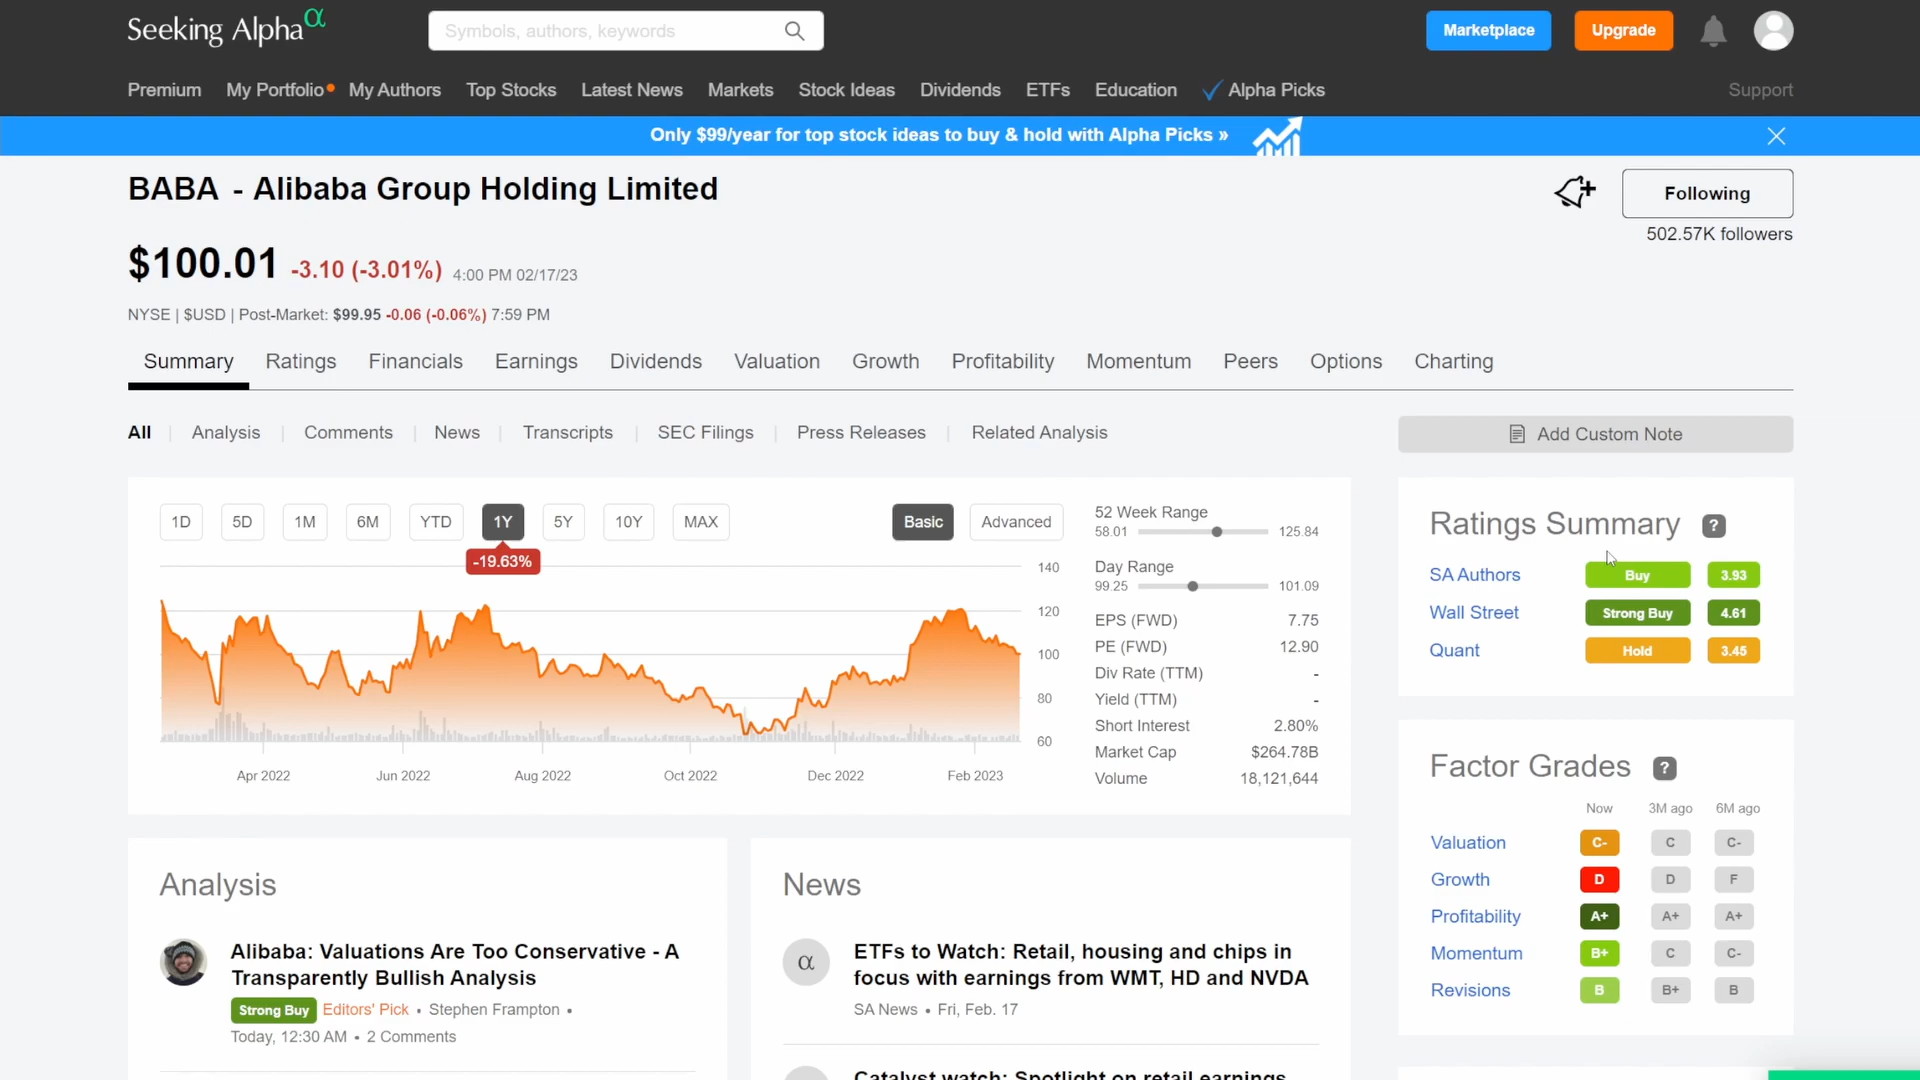 Seeking Alpha α
Symbols, authors, keywords
Marketplace
Upgrade
Premium My Portfolio My Authors Top Stocks Latest News Markets Stock Ideas Dividends ETFs Education Alpha Picks Support
Only $99/year for top stock ideas to buy & hold with Alpha Picks »
BABA - Alibaba Group Holding Limited
Following
502.57K followers
$100.01 -3.10 (-3.01%) 4:00 PM 02/17/23
NYSE | $USD | Post-Market: $99.95 -0.06 (-0.06%) 7:59 PM
Summary Ratings Financials Earnings Dividends Valuation Growth Profitability Momentum Peers Options Charting
All | Analysis | Comments | News | Transcripts | SEC Filings | Press Releases | Related Analysis
Add Custom Note
1D 5D 1M 6M YTD 1Y 5Y 10Y MAX
-19.63%
Basic Advanced
140
120
100
80
60
Apr 2022 Jun 2022 Aug 2022 Oct 2022 Dec 2022 Feb 2023
52 Week Range
58.01 125.84
Day Range
99.25 101.09
EPS (FWD) 7.75
PE (FWD) 12.90
Div Rate (TTM) -
Yield (TTM) -
Short Interest 2.80%
Market Cap $264.78B
Volume 18,121,644
Ratings Summary ?
SA Authors Buy 3.93
Wall Street Strong Buy 4.61
Quant Hold 3.45
Factor Grades ?
Now 3M ago 6M ago
Valuation C- C C-
Growth D D F
Profitability A+ A+ A+
Momentum B+ C C-
Revisions B B+ B
Analysis
Alibaba: Valuations Are Too Conservative - A
Transparently Bullish Analysis
Strong Buy Editors' Pick • Stephen Frampton •
Today, 12:30 AM • 2 Comments
News
α
ETFs to Watch: Retail, housing and chips in
focus with earnings from WMT, HD and NVDA
SA News • Fri, Feb. 17
Catalyst watch: Spotlight on retail earnings